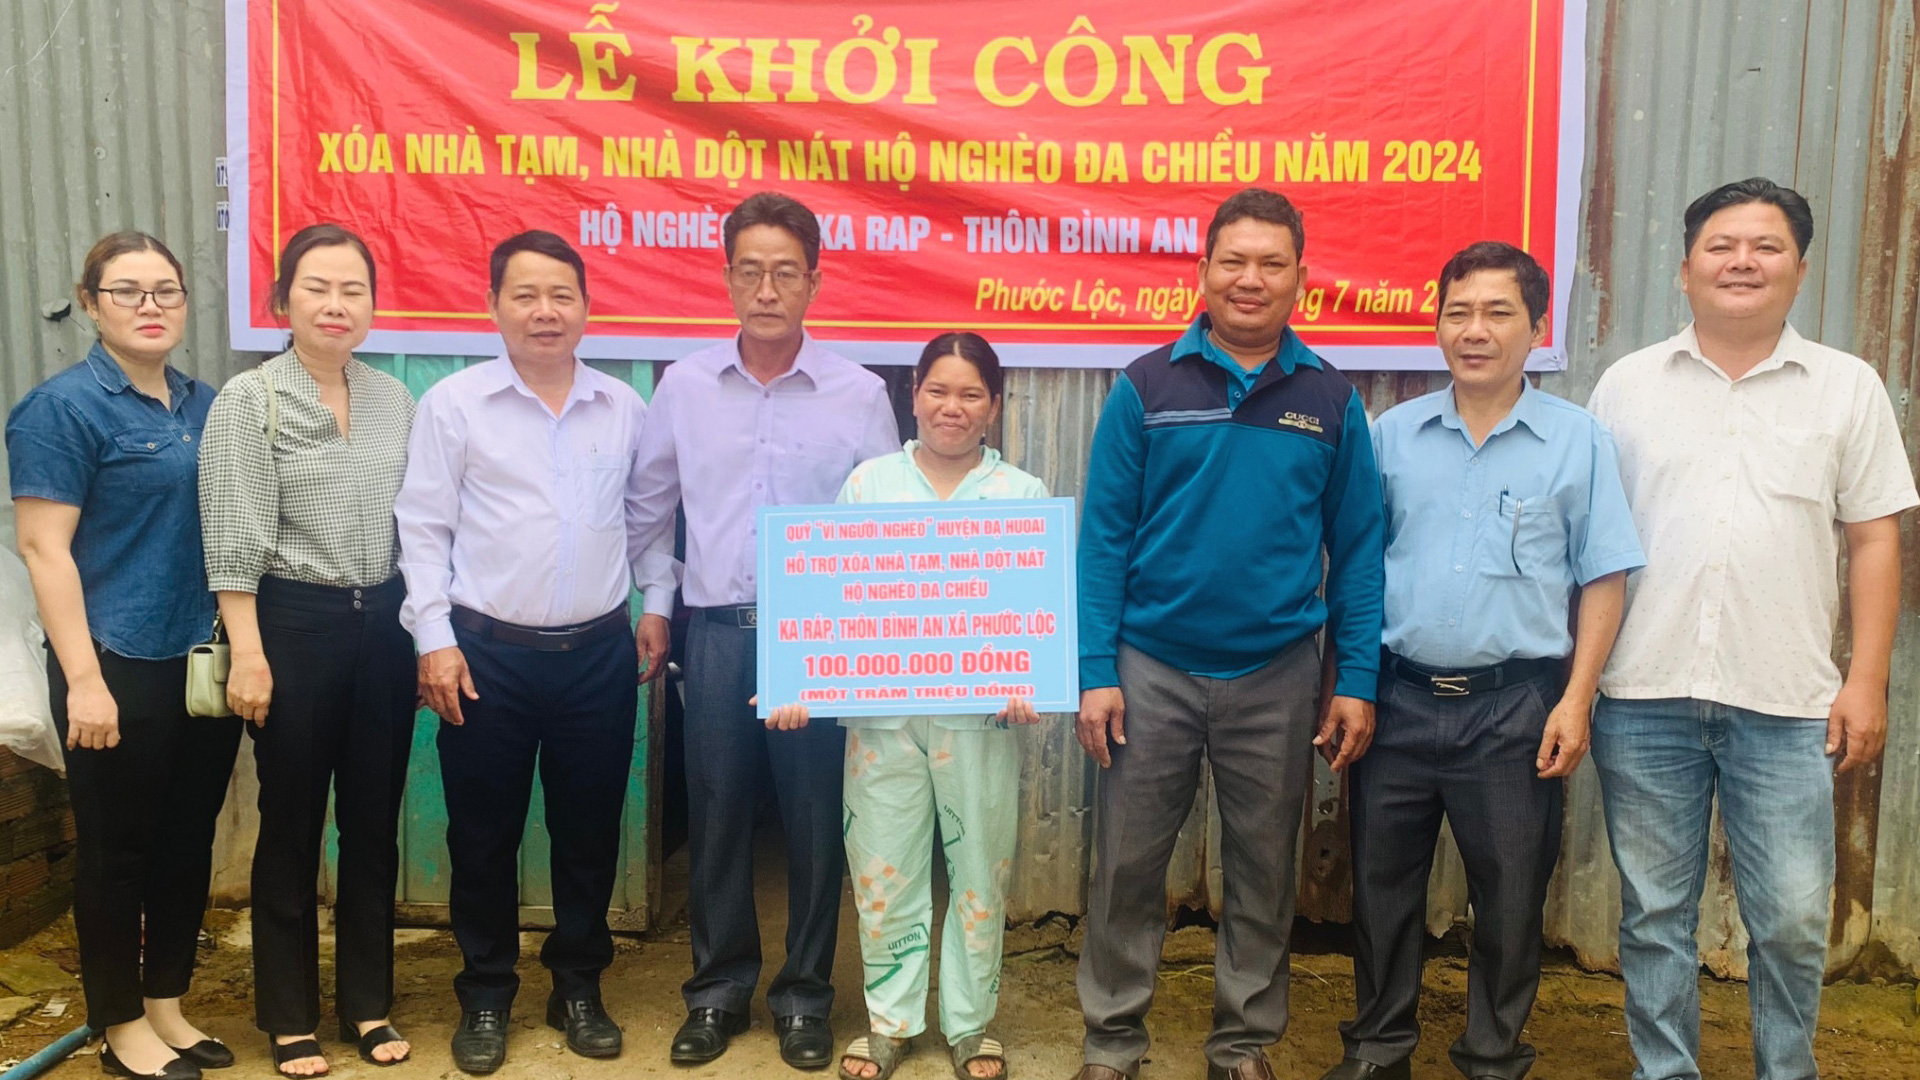 LỄ KHỞI CÔNG
XÓA NHÀ TẠM, NHÀ DỘT NÁT HỘ NGHÈO ĐA CHIỀU NĂM 2024
HỘ NGHÈO KA RAP - THÔN BÌNH AN
Phước Lộc, ngày 7 năm
QUỸ "VÌ NGƯỜI NGHÈO" HUYỆN ĐẠ HUOAI
HỖ TRỢ XÓA NHÀ TẠM, NHÀ DỘT NÁT
HỘ NGHÈO ĐA CHIỀU
KA RÁP, THÔN BÌNH AN XÃ PHƯỚC LỘC
100.000.000 ĐỒNG
(MỘT TRĂM TRIỆU ĐỒNG)
GUGGI
UITTON
UITTON